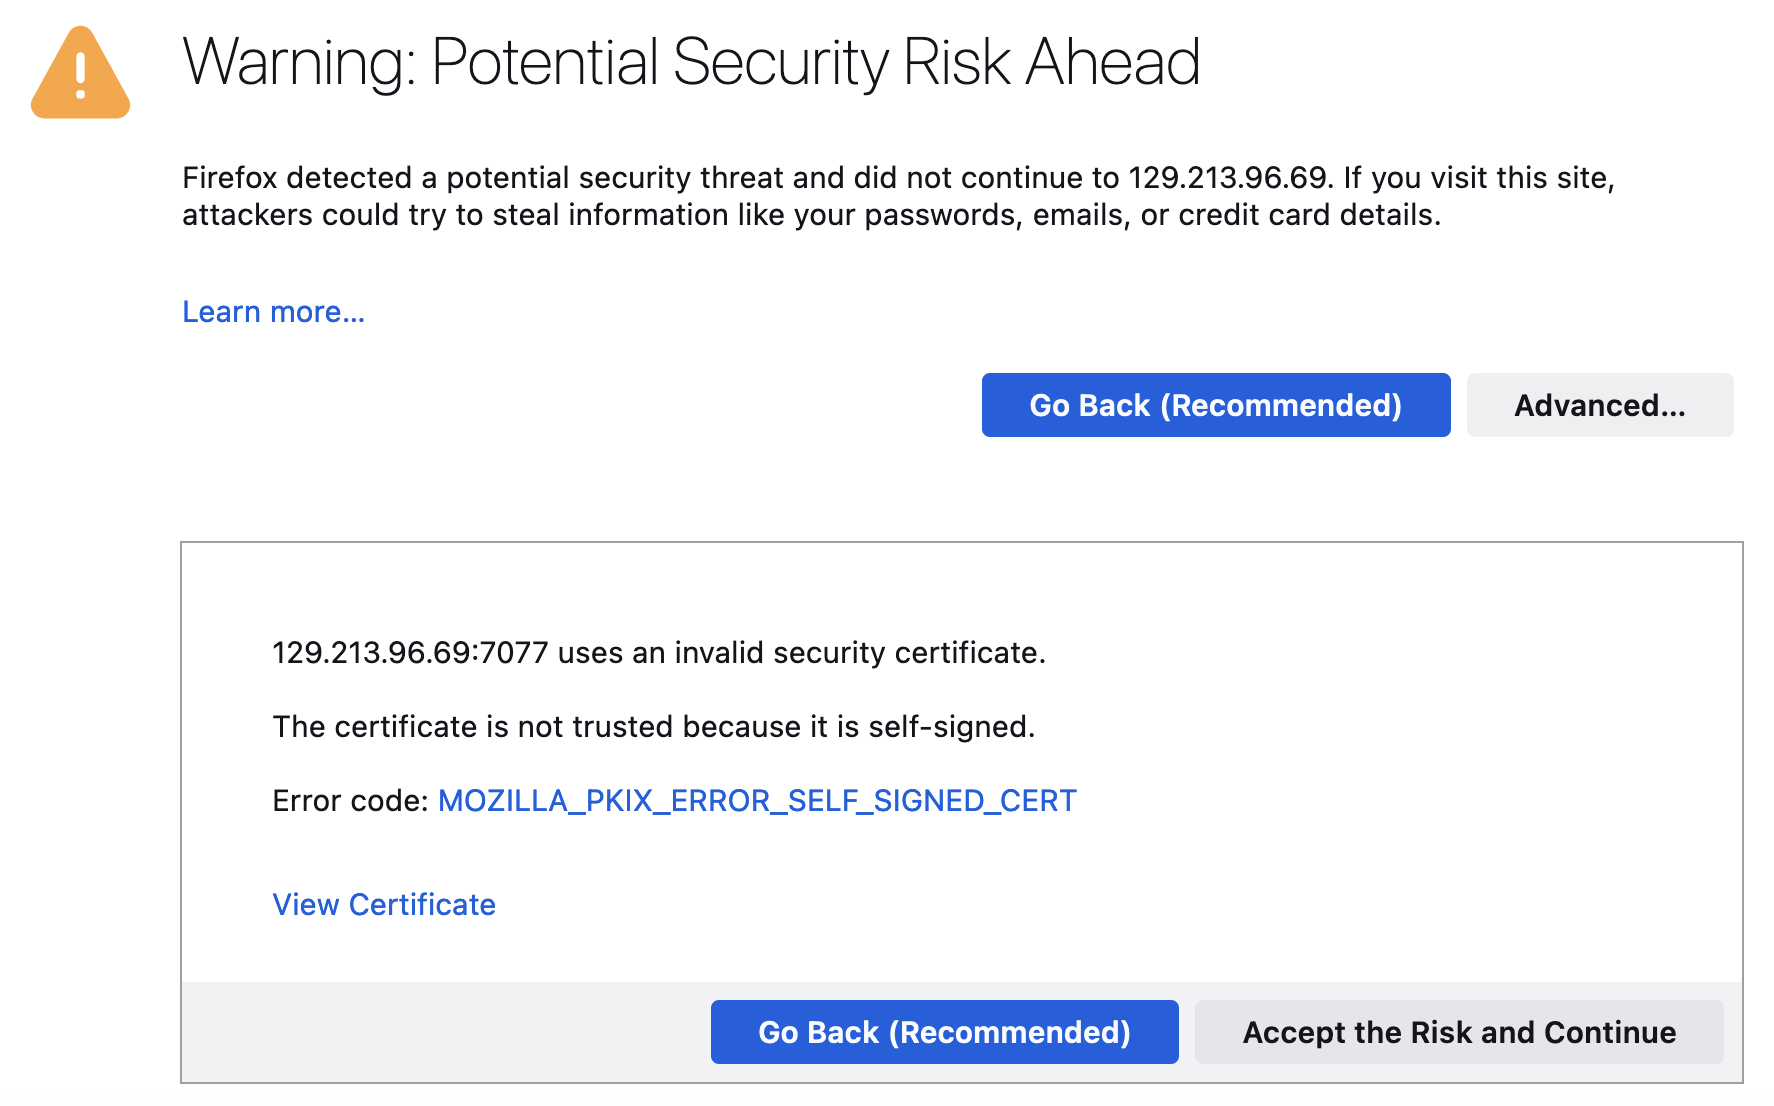 Warning: Potential Security Risk Ahead
Firefox detected a potential security threat and did not continue to 129.213.96.69. If you visit this site,
attackers could try to steal information like your passwords, emails, or credit card details.
Learn more...
Go Back (Recommended)
Advanced...
129.213.96.69:7077 uses an invalid security certificate.
The certificate is not trusted because it is self-signed.
Error code: MOZILLA_PKIX_ERROR_SELF_SIGNED_CERT
View Certificate
Go Back (Recommended)
Accept the Risk and Continue